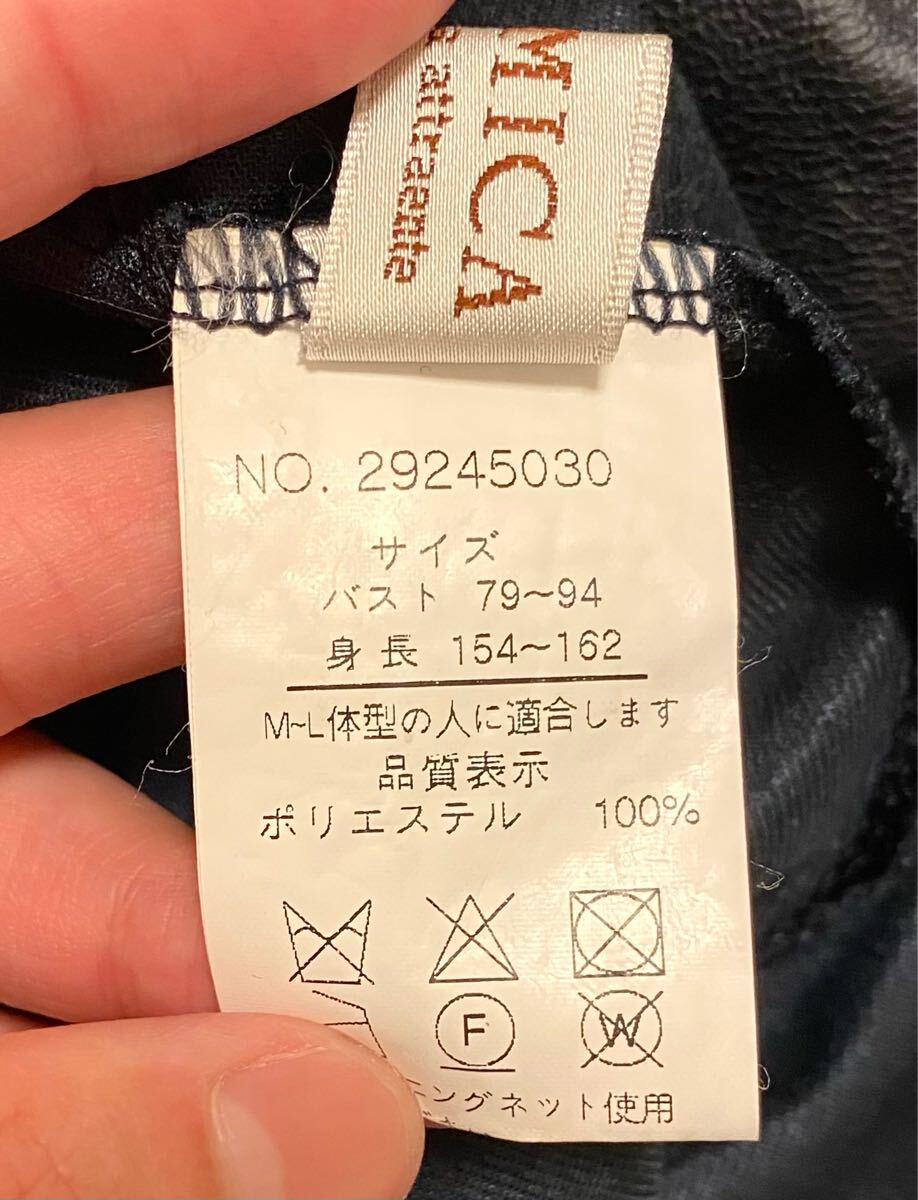 MICA
& attraante
NO. 29245030
サイズ
バスト 79~94
身長 154~162
M~L体型の人に適合します
品質表示
ポリエステル 100%
F
W
ングネット使用